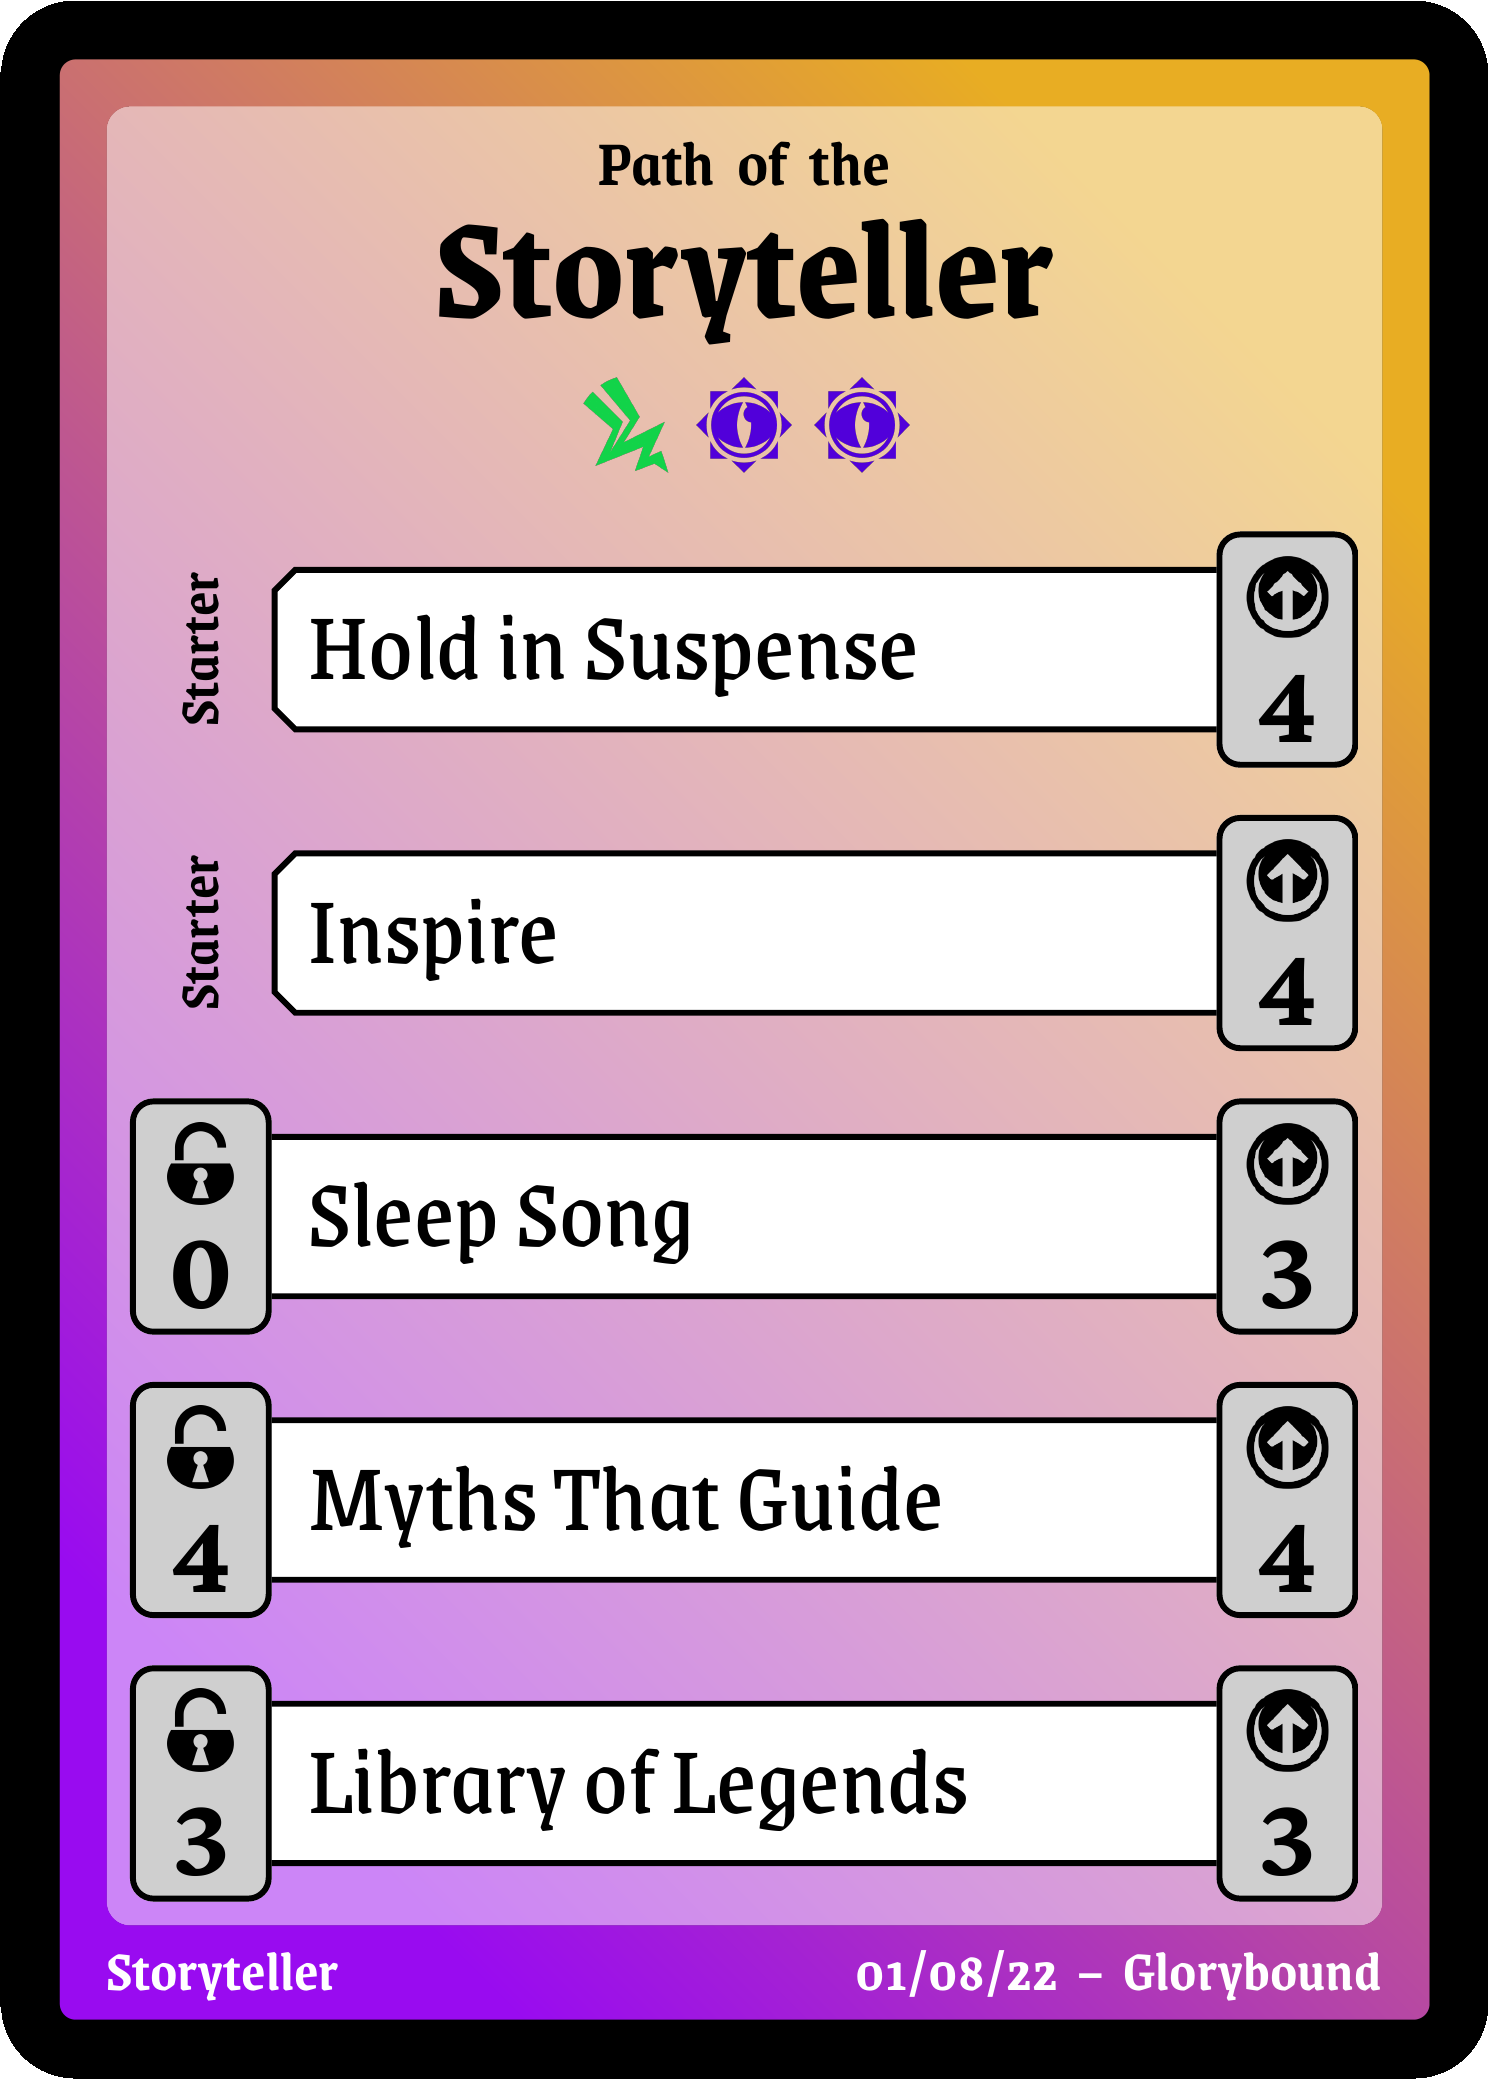 Path of the
Storyteller
Starter
Hold in Suspense
4
Starter
Inspire
4
0
Sleep Song
3
4
Myths That Guide
4
3
Library of Legends
3
Storyteller
01/08/22 – Glorybound